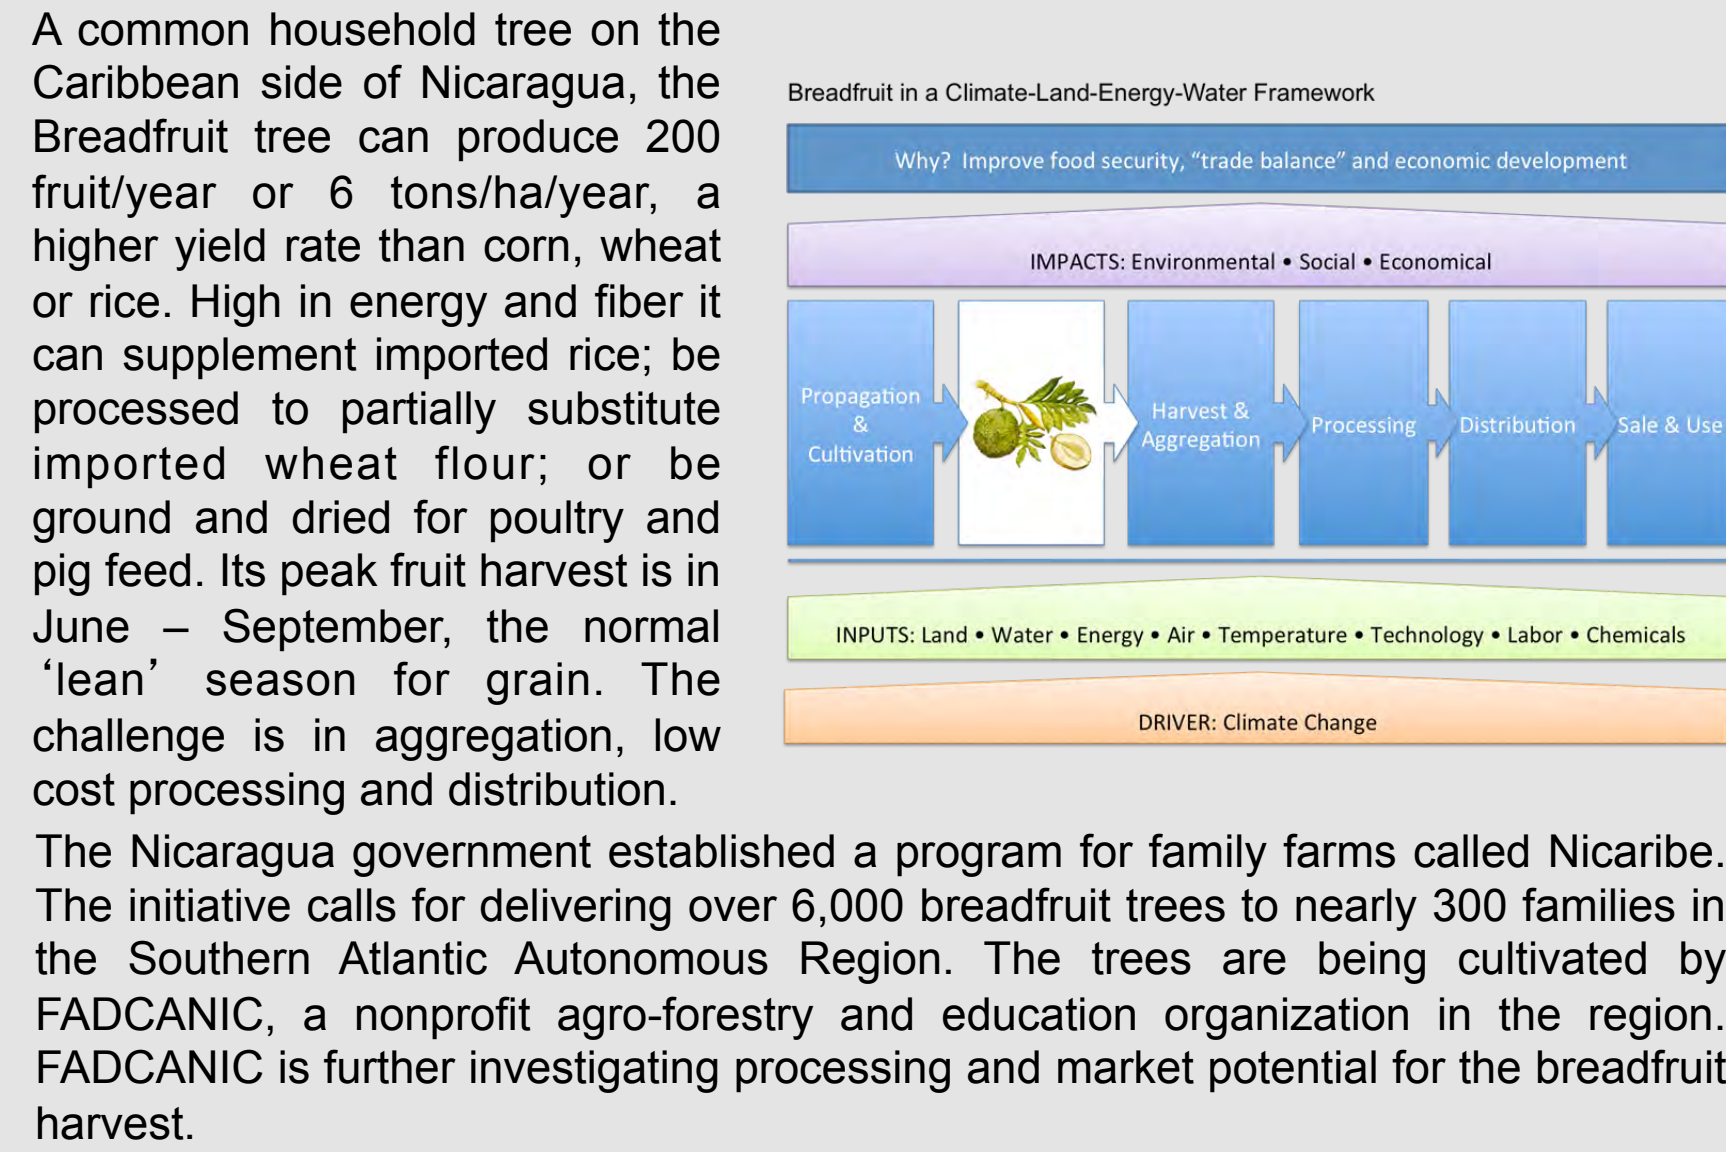 A common household tree on the
Caribbean side of Nicaragua, the
Breadfruit tree can produce 200
fruit/year or 6 tons/ha/year, a
higher yield rate than corn, wheat
or rice. High in energy and fiber it
can supplement imported rice; be
processed to partially substitute
imported wheat flour; or be
ground and dried for poultry and
pig feed. Its peak fruit harvest is in
June – September, the normal
‘lean’ season for grain. The
challenge is in aggregation, low
cost processing and distribution.
Breadfruit in a Climate-Land-Energy-Water Framework
Why? Improve food security, “trade balance” and economic development
IMPACTS: Environmental • Social • Economical
Propagation
&
Cultivation
Harvest &
Aggregation
Processing
Distribution
Sale & Use
INPUTS: Land • Water • Energy • Air • Temperature • Technology • Labor • Chemicals
DRIVER: Climate Change
The Nicaragua government established a program for family farms called Nicaribe.
The initiative calls for delivering over 6,000 breadfruit trees to nearly 300 families in
the Southern Atlantic Autonomous Region. The trees are being cultivated by
FADCANIC, a nonprofit agro-forestry and education organization in the region.
FADCANIC is further investigating processing and market potential for the breadfruit
harvest.